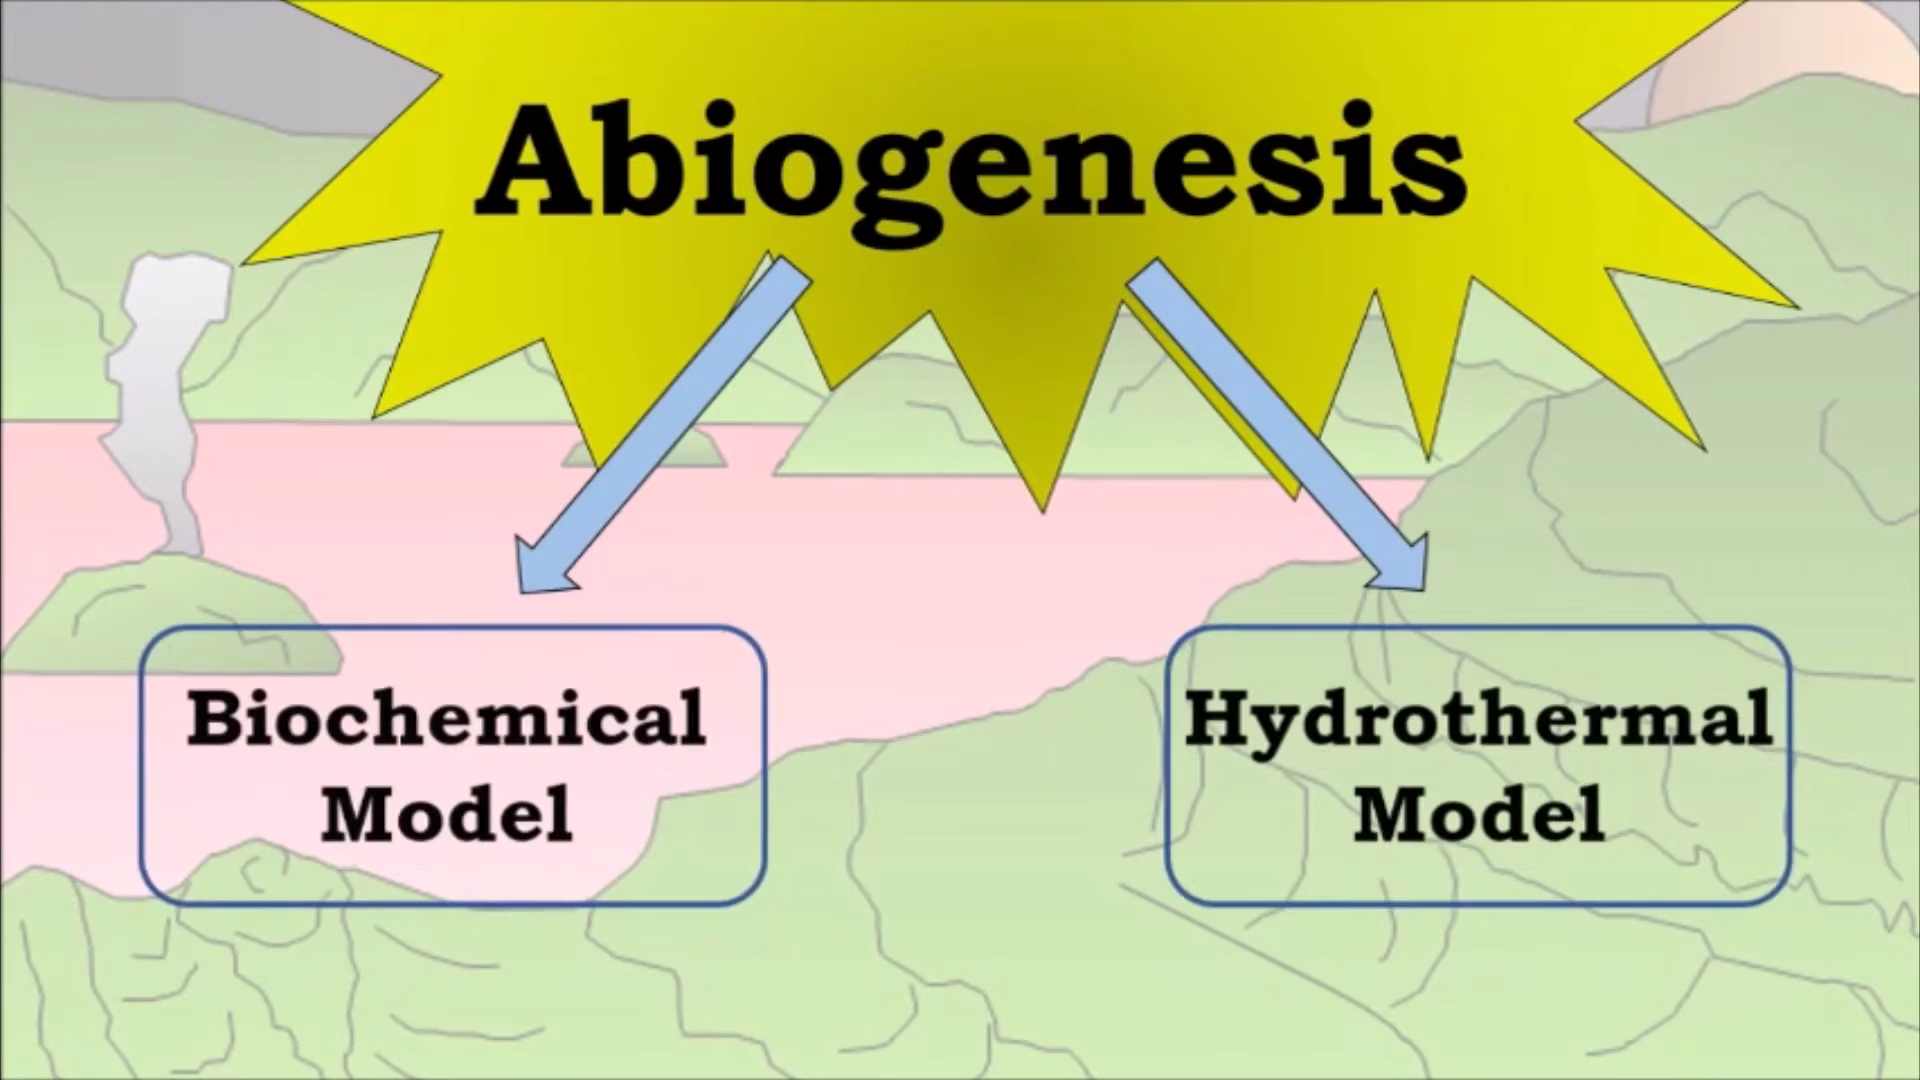 Abiogenesis
Biochemical
Model
Hydrothermal
Model